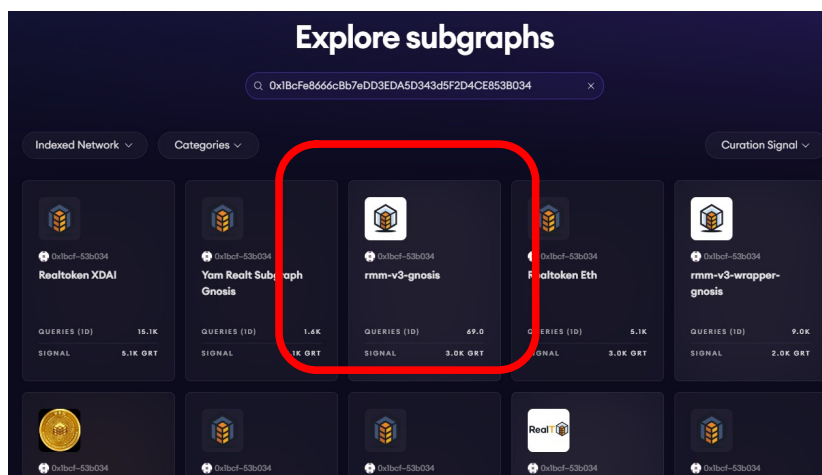 Explore subgraphs
0x1BcFe8666cBb7eDD3EDA5D343d5F2D4CE853B034
Indexed Network
Categories
Curation Signal
0x1bcf-53b034
Realtoken XDAI
QUERIES (1D) 15.1K
SIGNAL 5.1K GRT
0x1bcf-53b034
Yam Realt Subgraph
Gnosis
QUERIES (1D) 1.6K
SIGNAL 1K GRT
0x1bcf-53b034
rmm-v3-gnosis
QUERIES (1D) 69.0
SIGNAL 3.0K GRT
0x1bcf-53b034
Realtoken Eth
QUERIES (1D) 5.1K
SIGNAL 3.0K GRT
0x1bcf-53b034
rmm-v3-wrapper-
gnosis
QUERIES (1D) 9.0K
SIGNAL 2.0K GRT
0x1bcf-53b034
0x1bcf-53b034
0x1bcf-53b034
RealT
0x1bcf-53b034
0x1bcf-53b034